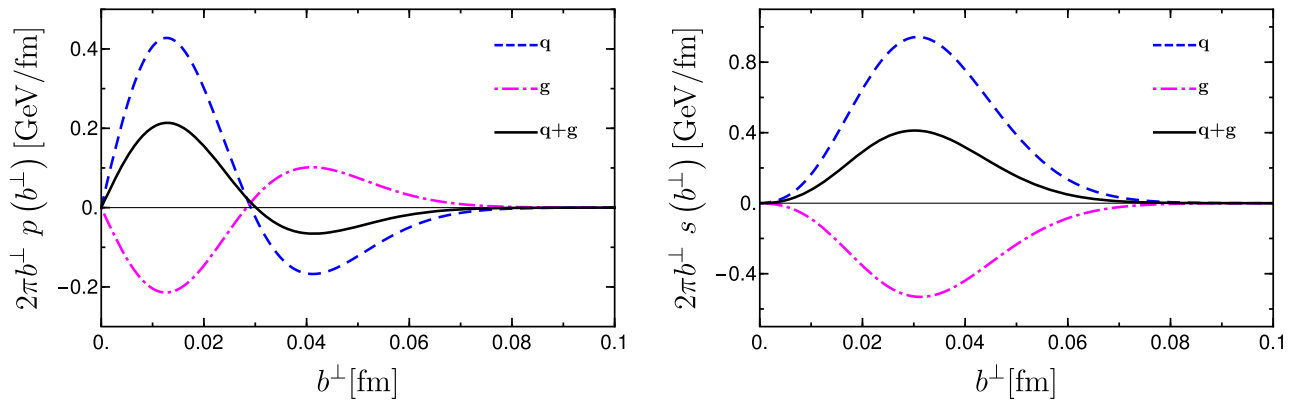 2πb⊥ p (b⊥) [GeV/fm]
0.4
0.2
0.
−0.2
q
g
q+g
0. 0.02 0.04 0.06 0.08 0.1
b⊥[fm]
2πb⊥ s (b⊥) [GeV/fm]
0.8
0.4
0.
−0.4
q
g
q+g
0. 0.02 0.04 0.06 0.08 0.1
b⊥[fm]